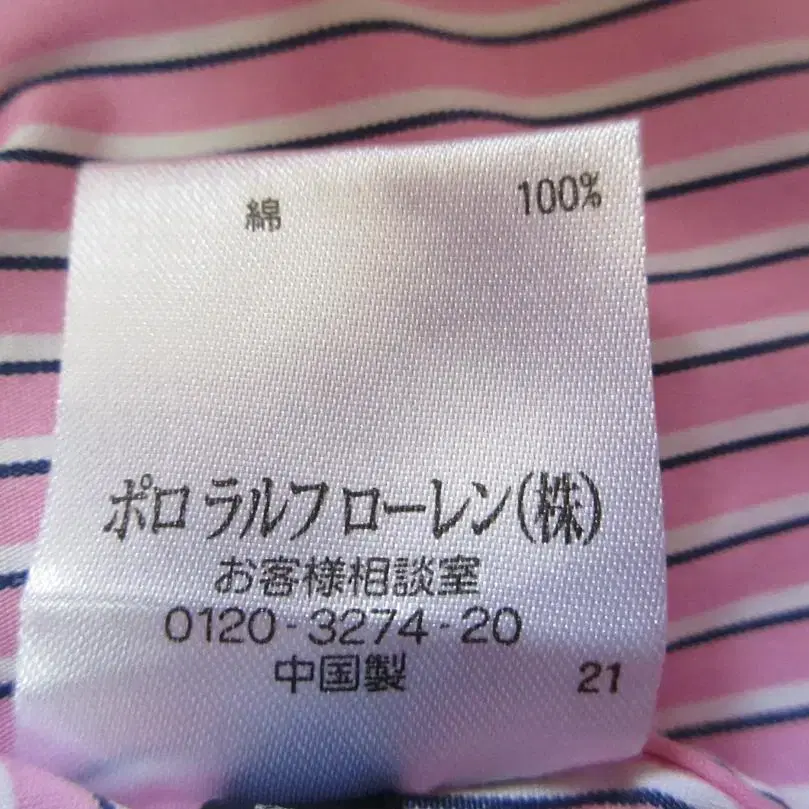 綿 100%
ポロ ラルフ ローレン(株)
お客様相談室
0120-3274-20
中国製 21